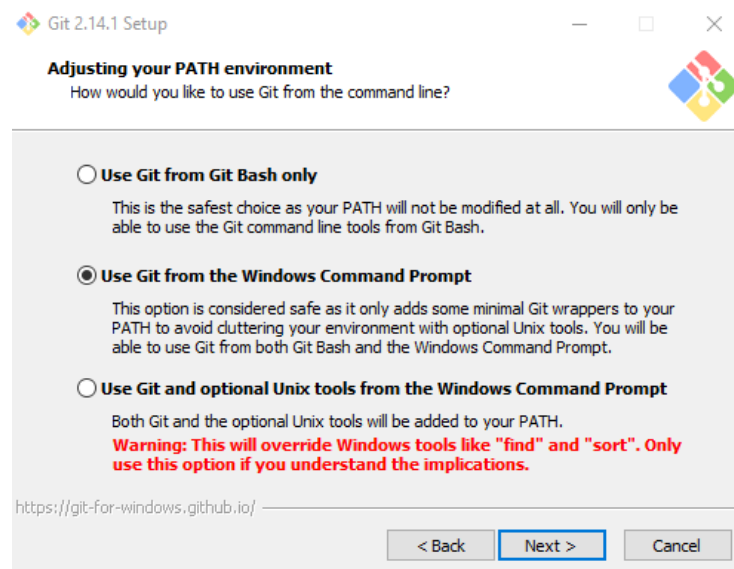 Git 2.14.1 Setup
Adjusting your PATH environment
How would you like to use Git from the command line?
Use Git from Git Bash only
This is the safest choice as your PATH will not be modified at all. You will only be
able to use the Git command line tools from Git Bash.
Use Git from the Windows Command Prompt
This option is considered safe as it only adds some minimal Git wrappers to your
PATH to avoid cluttering your environment with optional Unix tools. You will be
able to use Git from both Git Bash and the Windows Command Prompt.
Use Git and optional Unix tools from the Windows Command Prompt
Both Git and the optional Unix tools will be added to your PATH.
Warning: This will override Windows tools like "find" and "sort". Only
use this option if you understand the implications.
https://git-for-windows.github.io/
< Back Next > Cancel